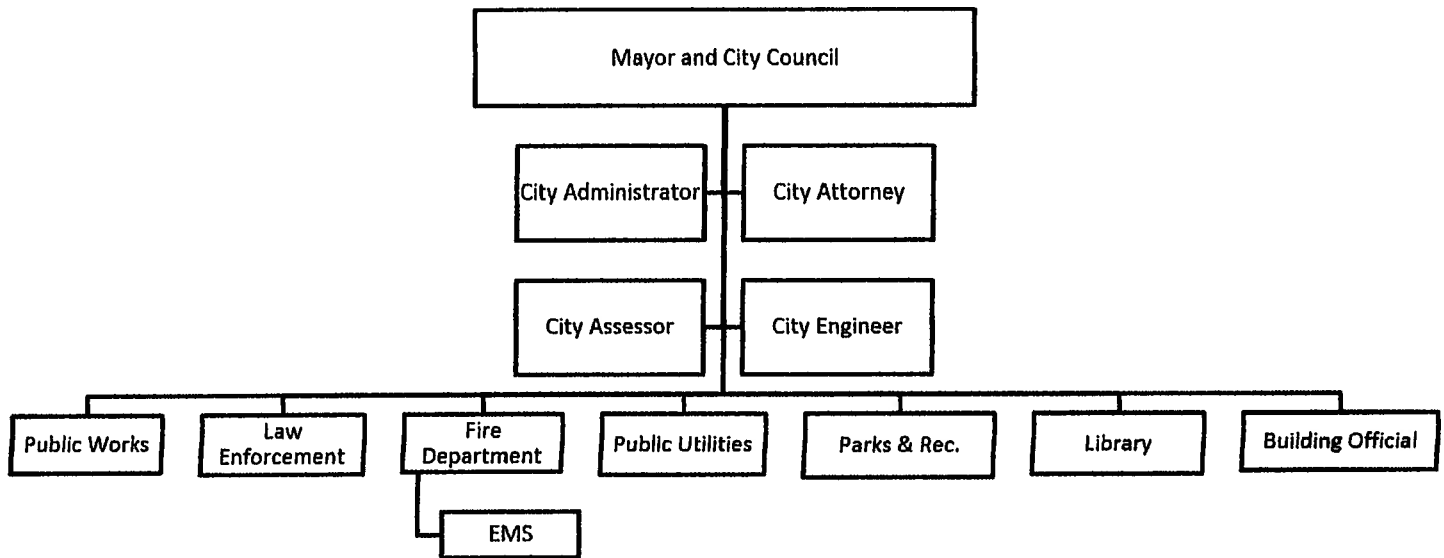 Mayor and City Council
City Administrator
City Attorney
City Assessor
City Engineer
Public Works
Law
Enforcement
Fire
Department
Public Utilities
Parks & Rec.
Library
Building Official
EMS